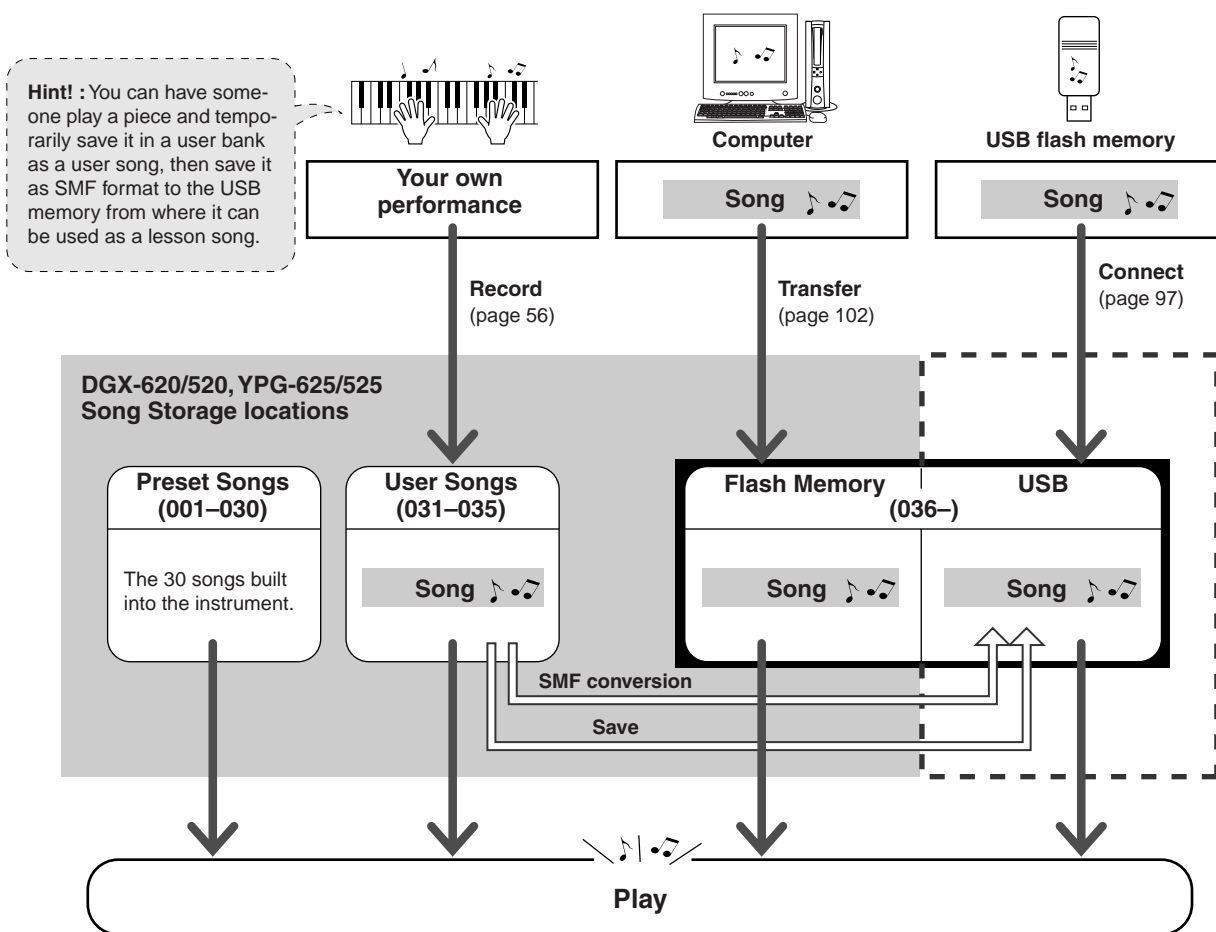 Hint! : You can have some-
one play a piece and tempo-
rarily save it in a user bank
as a user song, then save it
as SMF format to the USB
memory from where it can
be used as a lesson song.
Computer
USB flash memory
Your own
performance
Song
Song
Record
(page 56)
Transfer
(page 102)
Connect
(page 97)
DGX-620/520, YPG-625/525
Song Storage locations
Preset Songs
(001–030)
The 30 songs built
into the instrument.
User Songs
(031–035)
Song
Flash Memory
USB
(036–)
Song
Song
SMF conversion
Save
Play